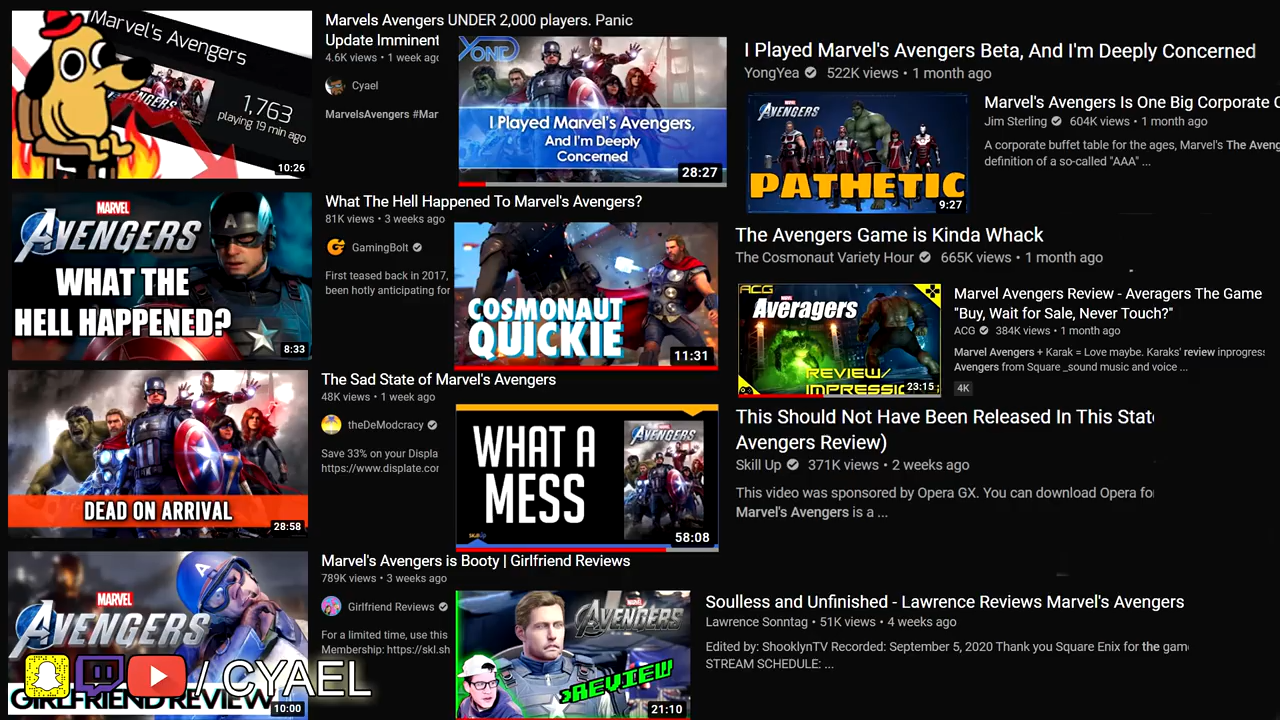 Marvel's Avengers
1,763
playing 19 min ago
10:26
Marvels Avengers UNDER 2,000 players. Panic
Update Imminent
4.6K views • 1 week ago
Cyael
MarvelsAvengers #Mar
YONG
I Played Marvel's Avengers,
And I'm Deeply
Concerned
28:27
I Played Marvel's Avengers Beta, And I'm Deeply Concerned
YongYea 522K views • 1 month ago
MARVEL
AVENGERS
PATHETIC
9:27
Marvel's Avengers Is One Big Corporate
Jim Sterling 604K views • 1 month ago
A corporate buffet table for the ages, Marvel's The Aveng
definition of a so-called "AAA" ...
MARVEL
AVENGERS
WHAT THE
HELL HAPPENED?
8:33
What The Hell Happened To Marvel's Avengers?
81K views • 3 weeks ago
GamingBolt
First teased back in 2017,
been hotly anticipating for
COSMONAUT
QUICKIE
11:31
The Avengers Game is Kinda Whack
The Cosmonaut Variety Hour 665K views • 1 month ago
ACG
MARVEL
Averagers
REVIEW/
IMPRESSIO
23:15
Marvel Avengers Review - Averagers The Game
"Buy, Wait for Sale, Never Touch?"
ACG 384K views • 1 month ago
Marvel Avengers + Karak = Love maybe. Karaks' review inprogres
Avengers from Square _sound music and voice ...
4K
DEAD ON ARRIVAL
28:58
The Sad State of Marvel's Avengers
48K views • 1 week ago
theDeModcracy
Save 33% on your Displa
https://www.displate.cor
WHAT A
MESS
AVENGERS
SKILLUP
58:08
This Should Not Have Been Released In This State
Avengers Review)
Skill Up 371K views • 2 weeks ago
This video was sponsored by Opera GX. You can download Opera for
Marvel's Avengers is a ...
MARVEL
AVENGERS
GIRLFRIEND REVIEW
10:00
/ CYAEL
Marvel's Avengers is Booty | Girlfriend Reviews
789K views • 3 weeks ago
Girlfriend Reviews
For a limited time, use this
Membership: https://skl.sh
MARVEL
AVENGERS
>REVIEW
21:10
Soulless and Unfinished - Lawrence Reviews Marvel's Avengers
Lawrence Sonntag • 51K views • 4 weeks ago
Edited by: ShooklynTV Recorded: September 5, 2020 Thank you Square Enix for the game
STREAM SCHEDULE: ...